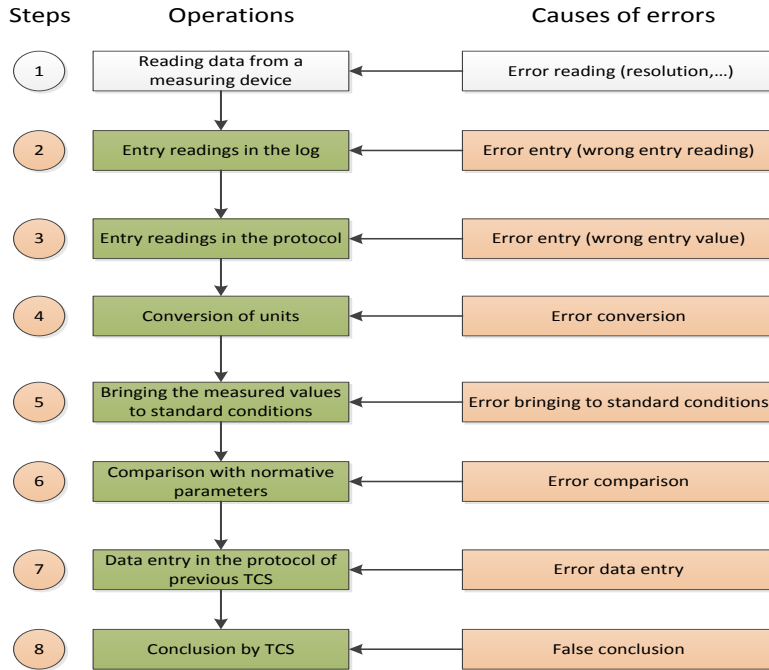 Steps Operations Causes of errors
1 Reading data from a
measuring device
Error reading (resolution,...)
2 Entry readings in the log Error entry (wrong entry reading)
3 Entry readings in the protocol Error entry (wrong entry value)
4 Conversion of units Error conversion
5 Bringing the measured values
to standard conditions
Error bringing to standard conditions
6 Comparison with normative
parameters
Error comparison
7 Data entry in the protocol of
previous TCS
Error data entry
8 Conclusion by TCS False conclusion